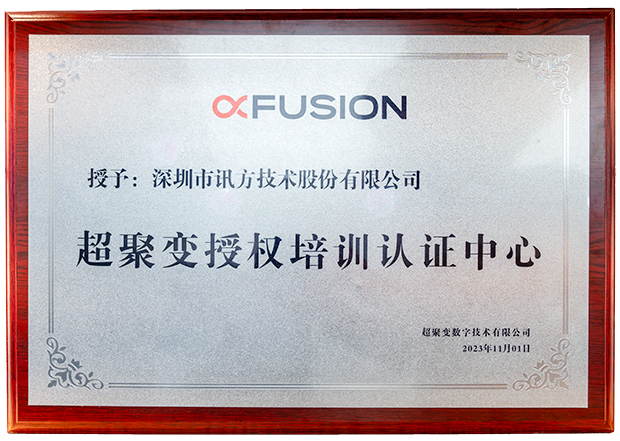 XFUSION
授予：深圳市讯方技术股份有限公司
超聚变授权培训认证中心
超聚变数字技术有限公司
2023年11月01日